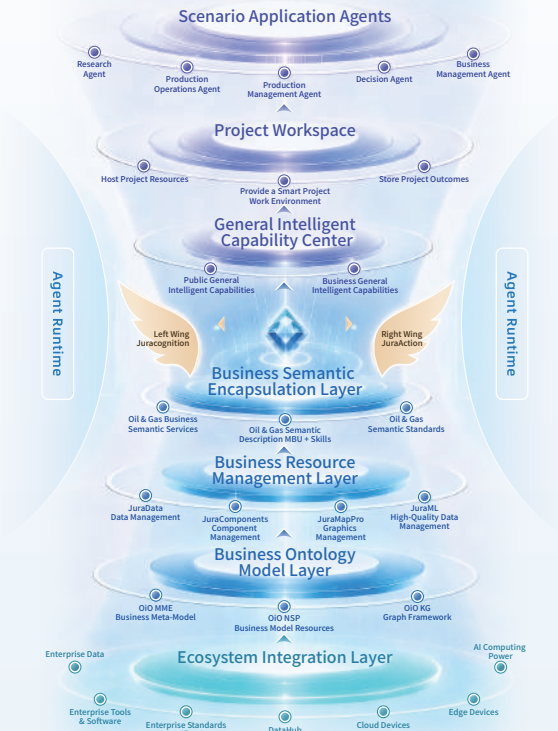 Scenario Application Agents
Research
Agent
Production
Operations Agent
Production
Management Agent
Decision Agent
Business
Management Agent
Project Workspace
Host Project Resources
Provide a Smart Project
Work Environment
Store Project Outcomes
General Intelligent
Capability Center
Public General
Intelligent Capabilities
Business General
Intelligent Capabilities
Agent Runtime
Agent Runtime
Left Wing
Juracognition
Right Wing
JuraAction
Business Semantic
Encapsulation Layer
Oil & Gas Business
Semantic Services
Oil & Gas Semantic
Description MBU + Skills
Oil & Gas
Semantic Standards
Business Resource
Management Layer
JuraData
Data Management
JuraComponents
Component
Management
JuraMapPro
Graphics
Management
JuraML
High-Quality Data
Management
Business Ontology
Model Layer
OiO MME
Business Meta-Model
OiO NSP
Business Model Resources
OiO KG
Graph Framework
Ecosystem Integration Layer
Enterprise Data
AI Computing
Power
Enterprise Tools
& Software
Enterprise Standards
DataHub
Cloud Devices
Edge Devices